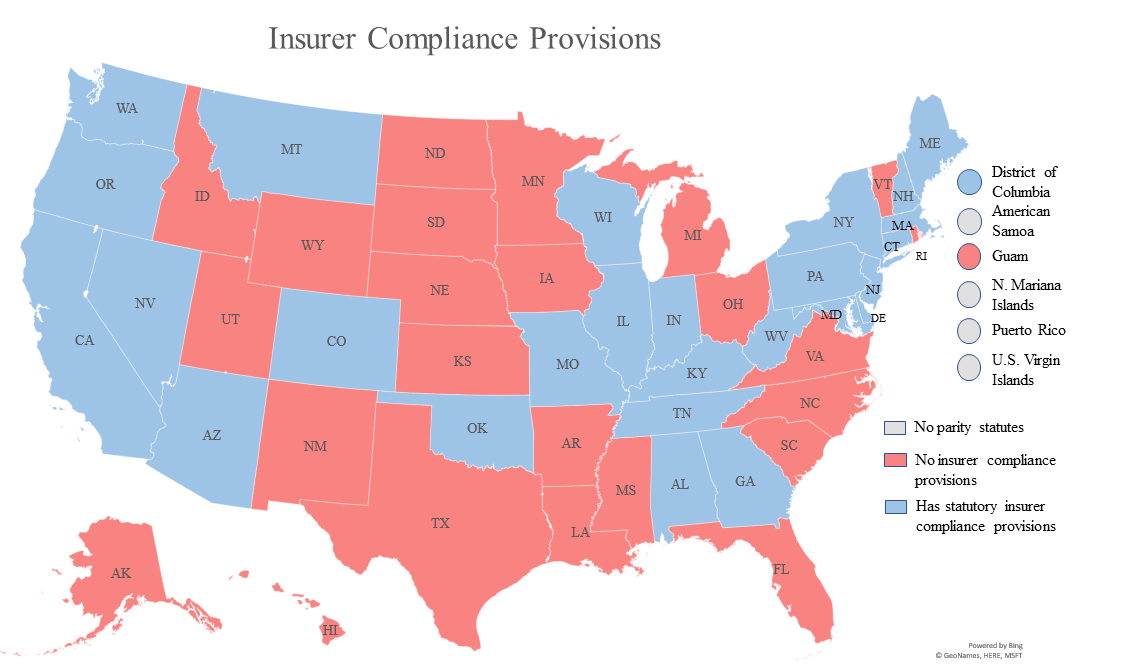 Insurer Compliance Provisions
WA
MT
ND
MN
ME
OR
ID
SD
WI
VT
NH
NY
MA
WY
MI
CT
RI
IA
NE
PA
NV
UT
OH
NJ
IL
IN
MD
DE
CA
CO
WV
VA
KS
MO
KY
NC
TN
AZ
OK
NM
AR
SC
MS
AL
GA
TX
LA
FL
AK
HI
District of
Columbia
American
Samoa
Guam
N. Mariana
Islands
Puerto Rico
U.S. Virgin
Islands
No parity statutes
No insurer compliance
provisions
Has statutory insurer
compliance provisions
Powered by Bing
© GeoNames, HERE, MSFT